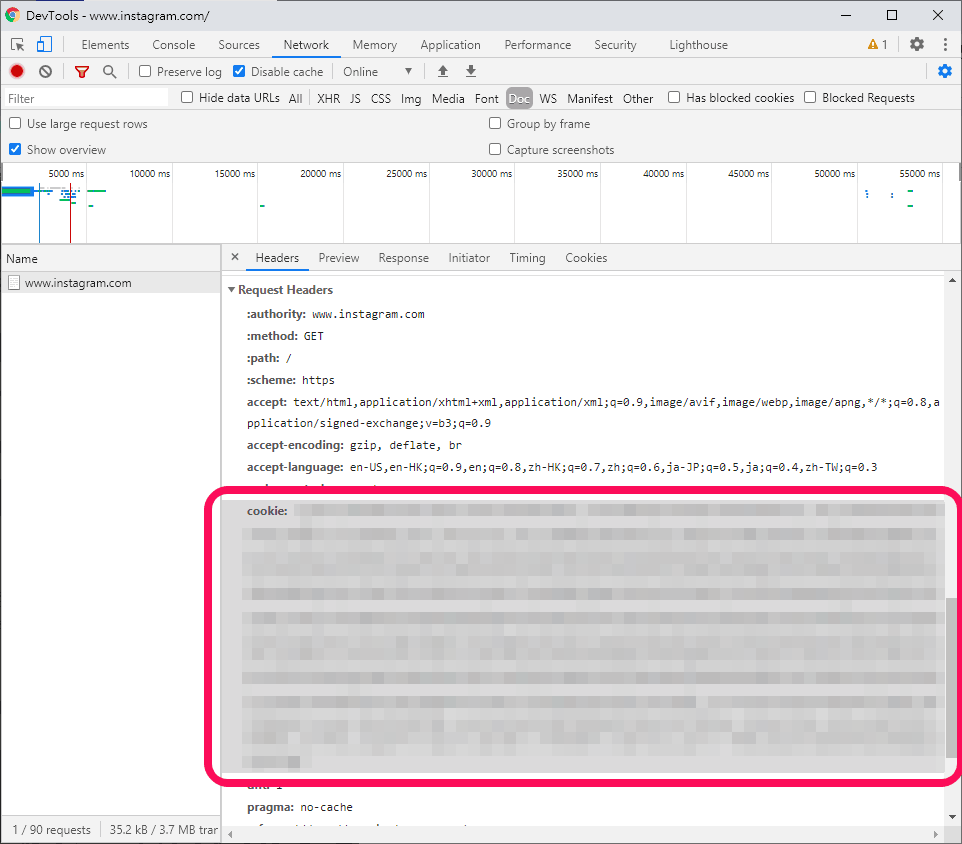 DevTools - www.instagram.com/
Elements Console Sources Network Memory Application Performance Security Lighthouse 1
Preserve log Disable cache Online
Filter Hide data URLs All XHR JS CSS Img Media Font Doc WS Manifest Other Has blocked cookies Blocked Requests
Use large request rows Group by frame
Show overview Capture screenshots
5000 ms 10000 ms 15000 ms 20000 ms 25000 ms 30000 ms 35000 ms 40000 ms 45000 ms 50000 ms 55000 ms
Name × Headers Preview Response Initiator Timing Cookies
www.instagram.com
Request Headers
:authority: www.instagram.com
:method: GET
:path: /
:scheme: https
accept: text/html,application/xhtml+xml,application/xml;q=0.9,image/avif,image/webp,image/apng,*/*;q=0.8,a
pplication/signed-exchange;v=b3;q=0.9
accept-encoding: gzip, deflate, br
accept-language: en-US,en-HK;q=0.9,en;q=0.8,zh-HK;q=0.7,zh;q=0.6,ja-JP;q=0.5,ja;q=0.4,zh-TW;q=0.3
cookie:
pragma: no-cache
1 / 90 requests 35.2 kB / 3.7 MB tran